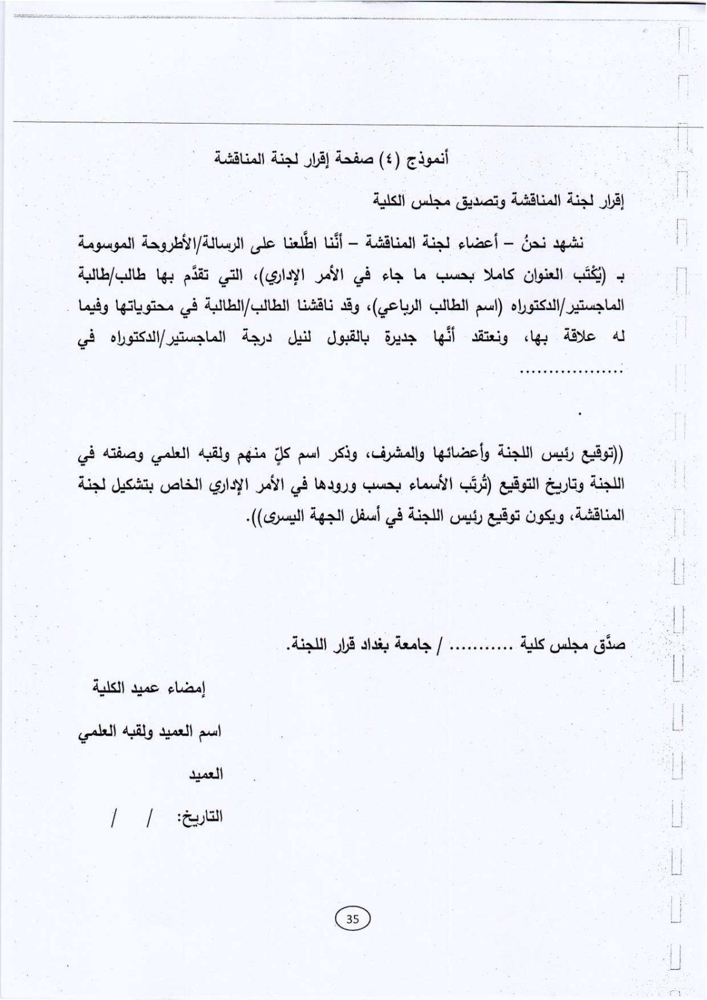 أنموذج (٤) صفحة إقرار لجنة المناقشة
إقرار لجنة المناقشة وتصديق مجلس الكلية
نشهد نحنُ – أعضاء لجنة المناقشة – أنَّنا اطَّلعنا على الرسالة/الأطروحة الموسومة
بـ (يُكْتَب العنوان كاملا بحسب ما جاء في الأمر الإداري)، التي تقدَّم بها طالب/طالبة
الماجستير/الدكتوراه (اسم الطالب الرباعي)، وقد ناقشنا الطالب/الطالبة في محتوياتها وفيما
له علاقة بها، ونعتقد أنَّها جديرة بالقبول لنيل درجة الماجستير/الدكتوراه في
..................
.
((توقيع رئيس اللجنة وأعضائها والمشرف، وذكر اسم كلٍّ منهم ولقبه العلمي وصفته في
اللجنة وتاريخ التوقيع (تُرتَّب الأسماء بحسب ورودها في الأمر الإداري الخاص بتشكيل لجنة
المناقشة، ويكون توقيع رئيس اللجنة في أسفل الجهة اليسرى)).
صدَّق مجلس كلية ........... / جامعة بغداد قرار اللجنة.
إمضاء عميد الكلية
اسم العميد ولقبه العلمي
العميد
التاريخ: / /
35